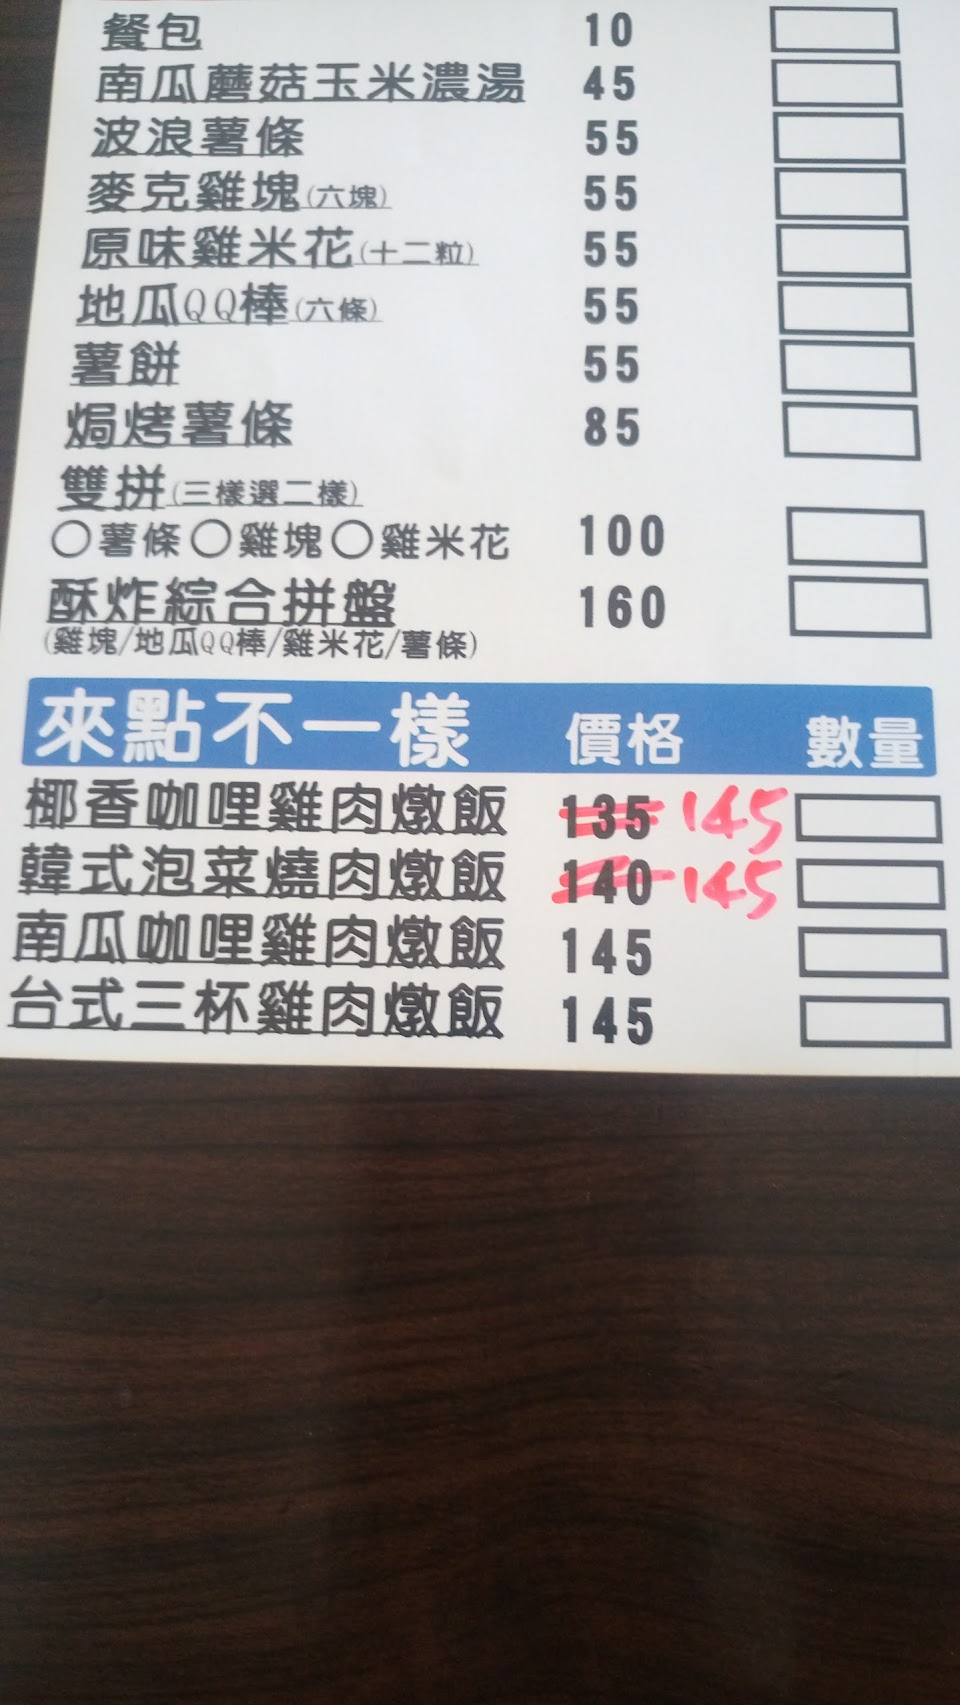 餐包 10
南瓜蘑菇玉米濃湯 45
波浪薯條 55
麥克雞塊(六塊) 55
原味雞米花(十二粒) 55
地瓜QQ棒(六條) 55
薯餅 55
焗烤薯條 85
雙拼(三樣選二樣)
○薯條○雞塊○雞米花 100
酥炸綜合拼盤 160
(雞塊/地瓜QQ棒/雞米花/薯條)
來點不一樣 價格 數量
椰香咖哩雞肉燉飯 135 145
韓式泡菜燒肉燉飯 140 145
南瓜咖哩雞肉燉飯 145
台式三杯雞肉燉飯 145